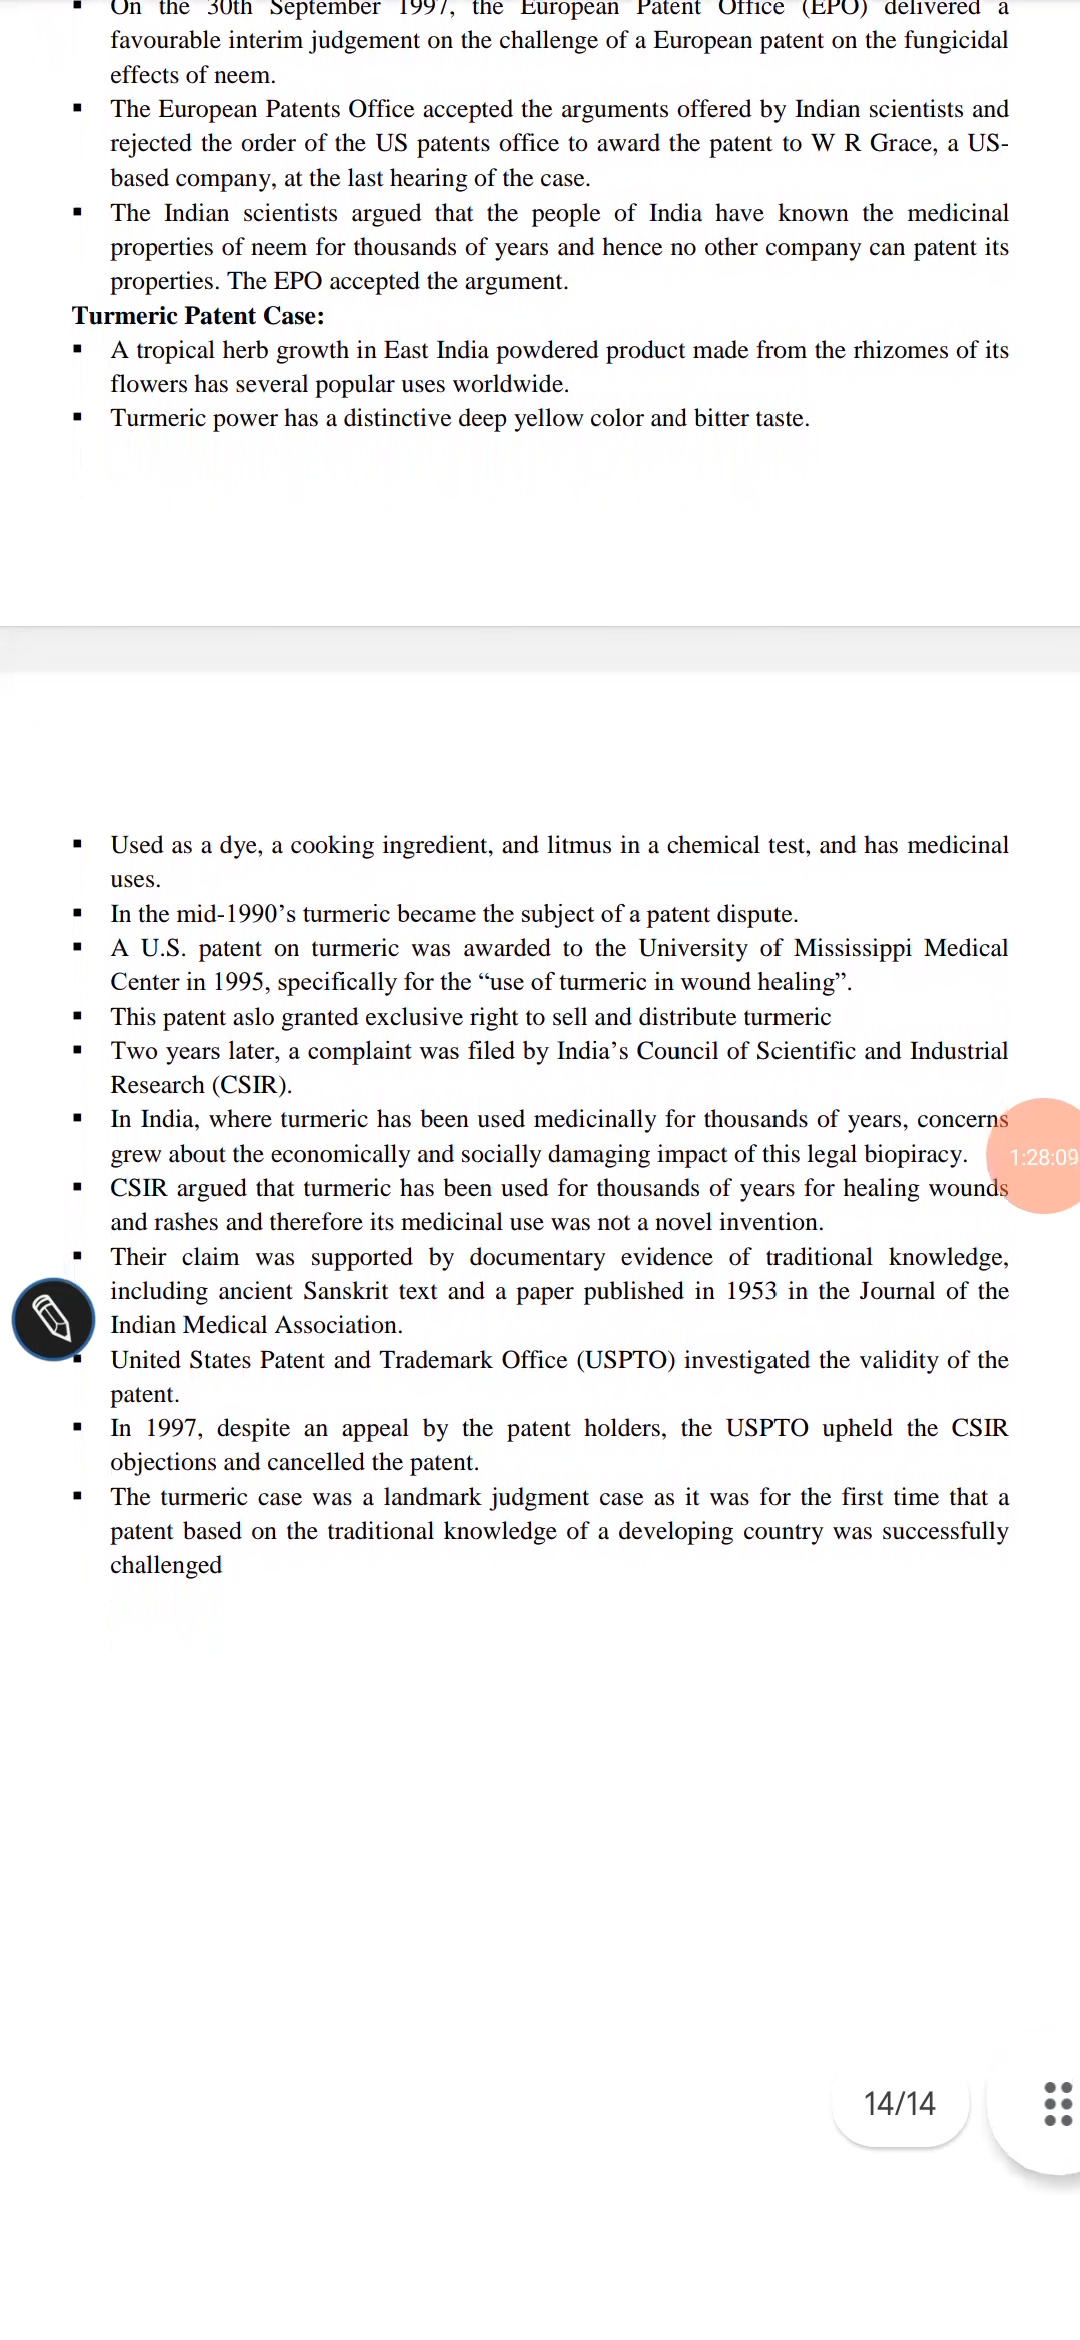 ▪ On the 30th September 1997, the European Patent Office (EPO) delivered a
favourable interim judgement on the challenge of a European patent on the fungicidal
effects of neem.
▪ The European Patents Office accepted the arguments offered by Indian scientists and
rejected the order of the US patents office to award the patent to W R Grace, a US-
based company, at the last hearing of the case.
▪ The Indian scientists argued that the people of India have known the medicinal
properties of neem for thousands of years and hence no other company can patent its
properties. The EPO accepted the argument.
Turmeric Patent Case:
▪ A tropical herb growth in East India powdered product made from the rhizomes of its
flowers has several popular uses worldwide.
▪ Turmeric power has a distinctive deep yellow color and bitter taste.
▪ Used as a dye, a cooking ingredient, and litmus in a chemical test, and has medicinal
uses.
▪ In the mid-1990’s turmeric became the subject of a patent dispute.
▪ A U.S. patent on turmeric was awarded to the University of Mississippi Medical
Center in 1995, specifically for the “use of turmeric in wound healing”.
▪ This patent aslo granted exclusive right to sell and distribute turmeric
▪ Two years later, a complaint was filed by India’s Council of Scientific and Industrial
Research (CSIR).
▪ In India, where turmeric has been used medicinally for thousands of years, concerns
grew about the economically and socially damaging impact of this legal biopiracy.
1:28:09
▪ CSIR argued that turmeric has been used for thousands of years for healing wounds
and rashes and therefore its medicinal use was not a novel invention.
▪ Their claim was supported by documentary evidence of traditional knowledge,
including ancient Sanskrit text and a paper published in 1953 in the Journal of the
Indian Medical Association.
▪ United States Patent and Trademark Office (USPTO) investigated the validity of the
patent.
▪ In 1997, despite an appeal by the patent holders, the USPTO upheld the CSIR
objections and cancelled the patent.
▪ The turmeric case was a landmark judgment case as it was for the first time that a
patent based on the traditional knowledge of a developing country was successfully
challenged
14/14